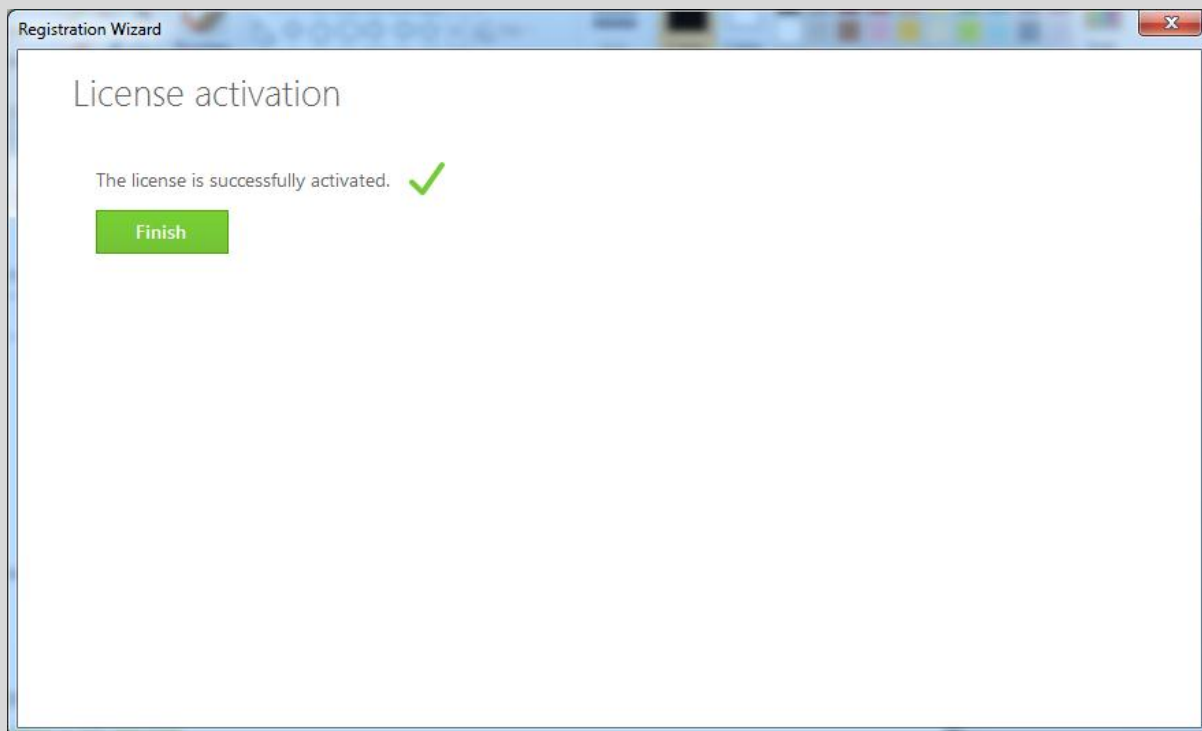 Registration Wizard
License activation
The license is successfully activated.
Finish